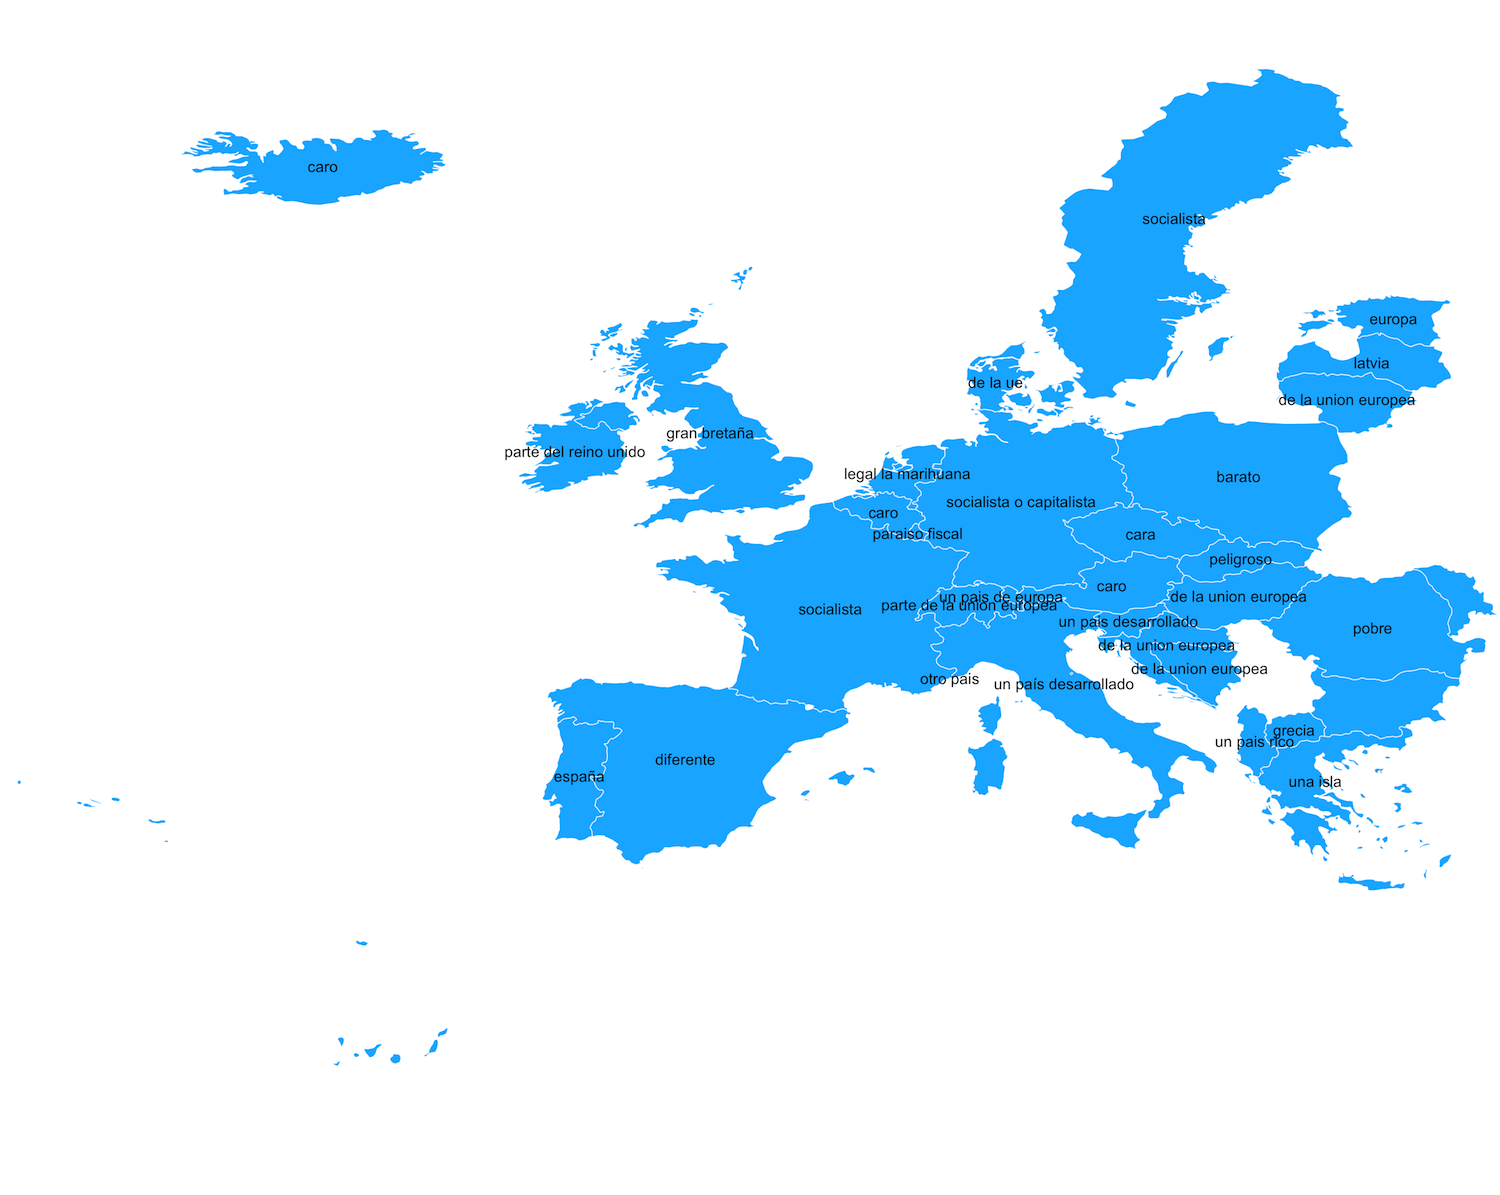 caro
socialista
europa
latvia
de la ue
de la union europea
gran bretaña
parte del reino unido
legal la marihuana
barato
socialista o capitalista
caro
paraiso fiscal
cara
peligroso
caro
un pais de europa
de la union europea
parte de la union europea
socialista
un pais desarrollado
pobre
de la union europea
de la union europea
otro pais
un país desarrollado
grecia
un pais rico
diferente
españa
una isla